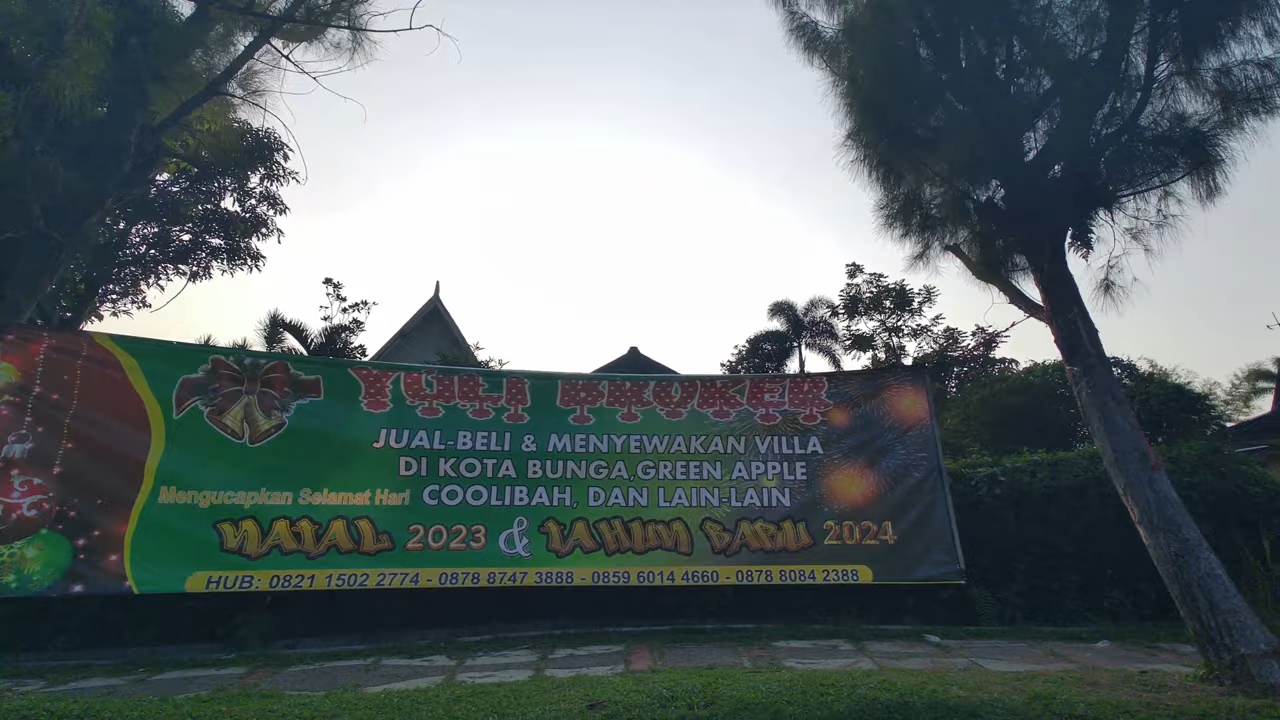 YULI BROKER
JUAL-BELI & MENYEWAKAN VILLA
DI KOTA BUNGA, GREEN APPLE
COOLIBAH, DAN LAIN-LAIN
Mengucapkan Selamat Hari
NATAL 2023 & TAHUN BARU 2024
HUB: 0821 1502 2774 - 0878 8747 3888 - 0859 6014 4660 - 0878 8084 2388